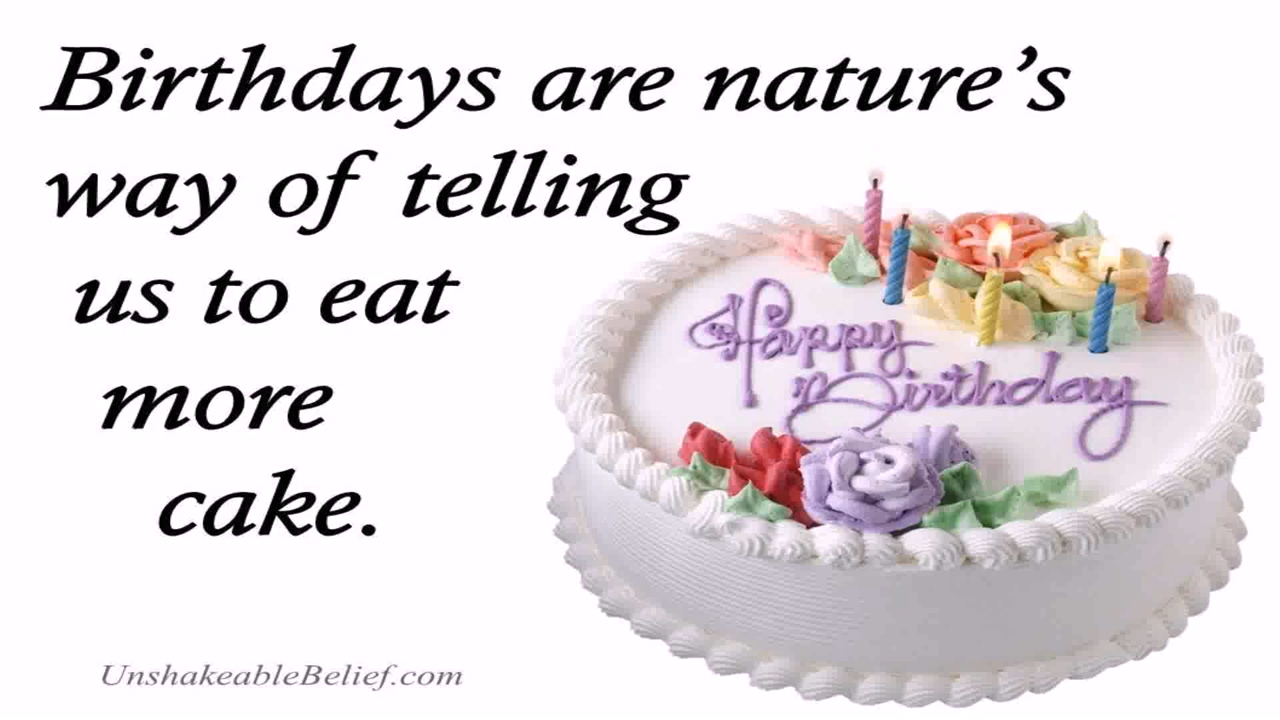 Birthdays are nature’s
way of telling
us to eat
more
cake.
Happy
Birthday
UnshakeableBelief.com